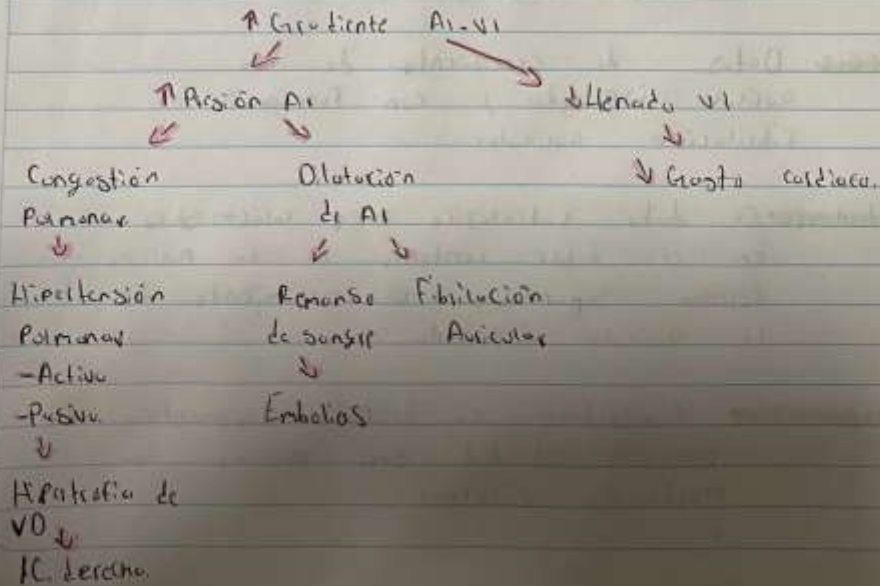 ↑ Gradiente AI-VI
↑ Presión AI
↓ Llenado VI
Congestión
Pulmonar
Dilatación
de AI
↓ Gasto cardiaco.
Hipertensión
Pulmonar
-Activa
-Pasiva
Remanso
de sangre
Fibrilación
Auricular
Embolias
Hipertrofia de
VD
IC. derecha.